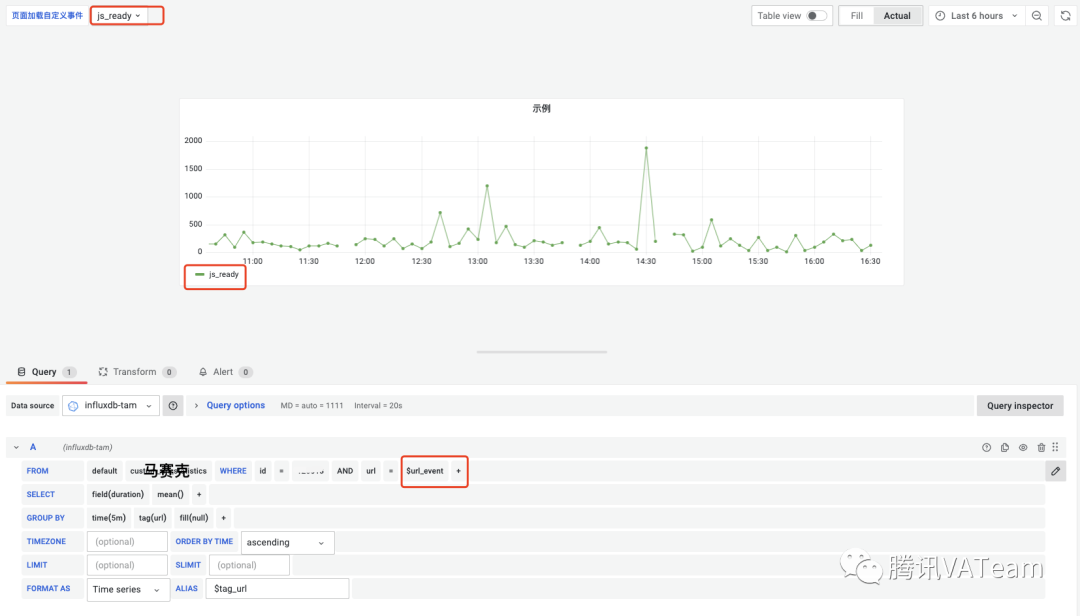 页面加载自定义事件 js_ready Table view Fill Actual Last 6 hours
示例
2000
1500
1000
500
0
11:00 11:30 12:00 12:30 13:00 13:30 14:00 14:30 15:00 15:30 16:00 16:30
js_ready
Query 1 Transform 0 Alert 0
Data source influxdb-tam Query options MD = auto = 1111 Interval = 20s Query inspector
A (influxdb-tam)
FROM default 马赛克 WHERE id = AND url = $url_event +
SELECT field(duration) mean() +
GROUP BY time(5m) tag(url) fill(null) +
TIMEZONE (optional) ORDER BY TIME ascending
LIMIT (optional) SLIMIT (optional)
FORMAT AS Time series ALIAS $tag_url
腾讯VATeam